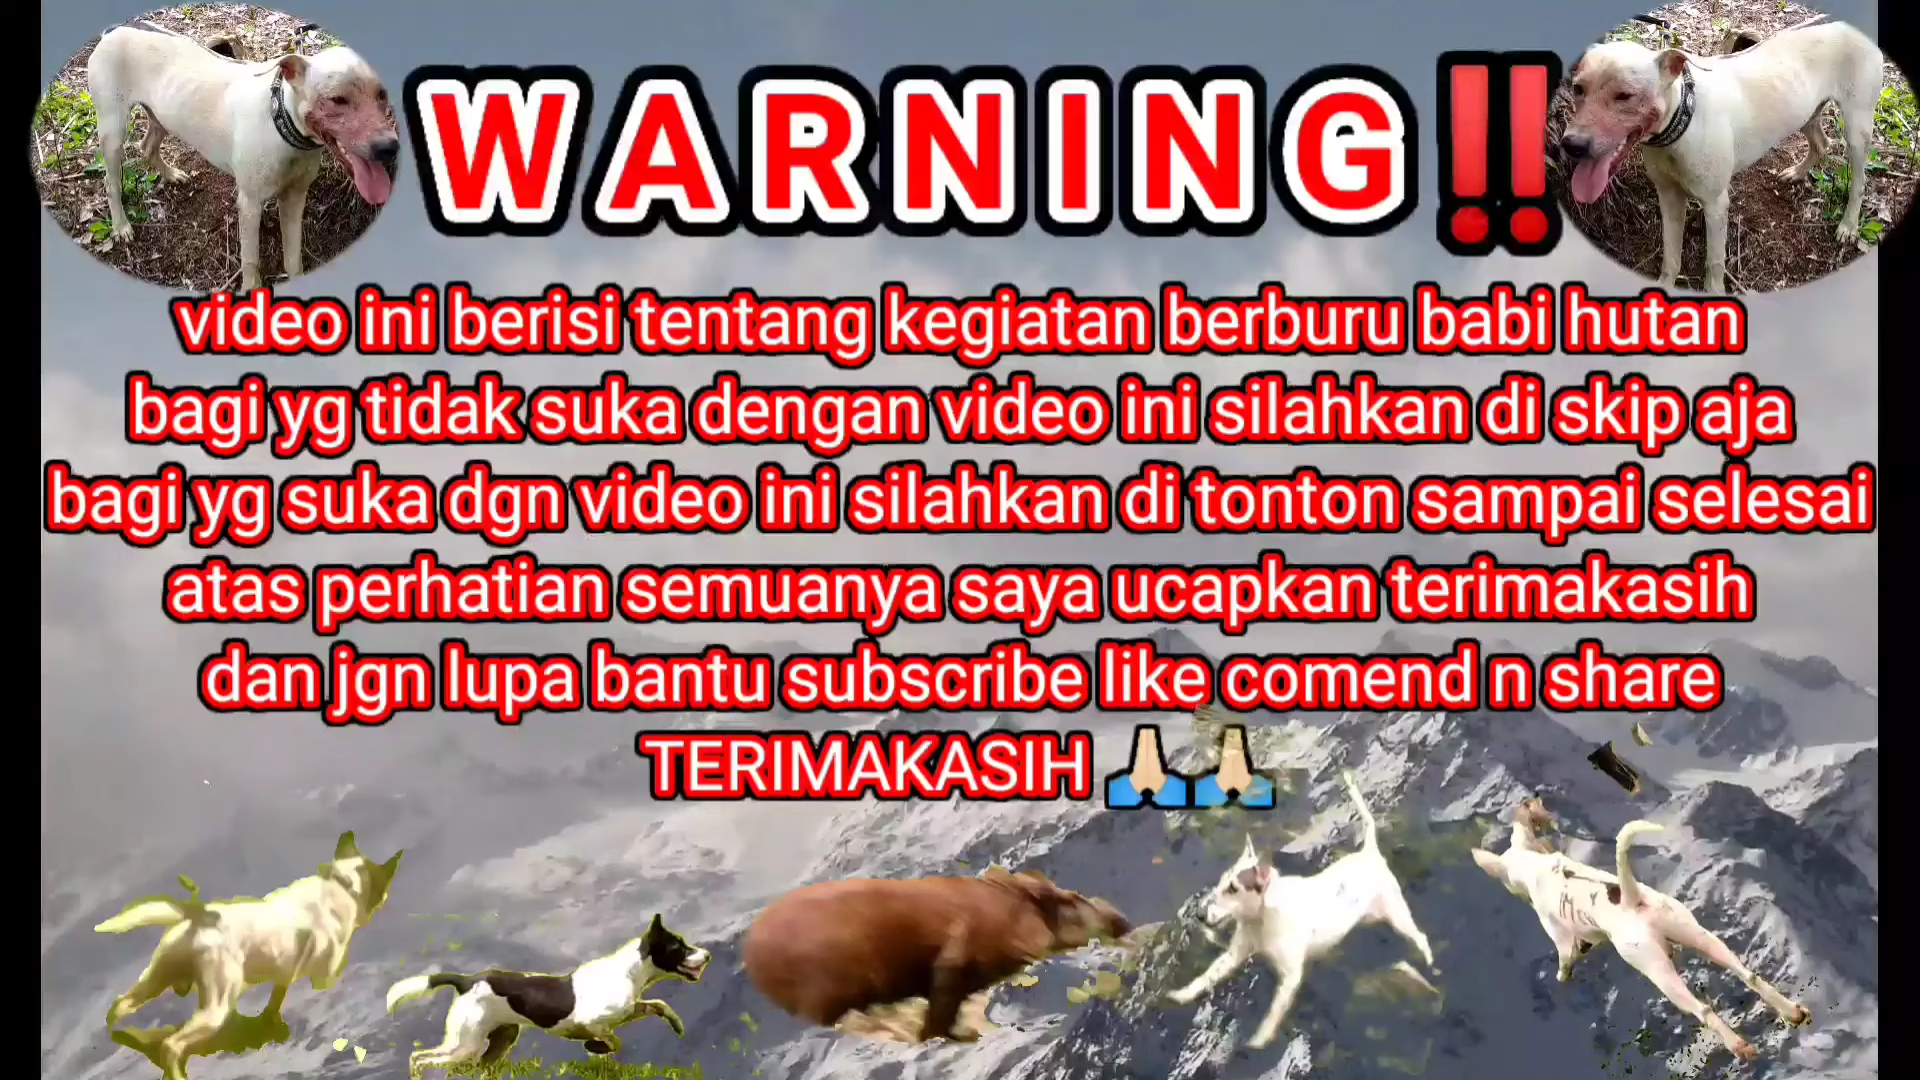 WARNING‼
video ini berisi tentang kegiatan berburu babi hutan
bagi yg tidak suka dengan video ini silahkan di skip aja
bagi yg suka dgn video ini silahkan di tonton sampai selesai
atas perhatian semuanya saya ucapkan terimakasih
dan jgn lupa bantu subscribe like comend n share
TERIMAKASIH 🙏🏻🙏🏻